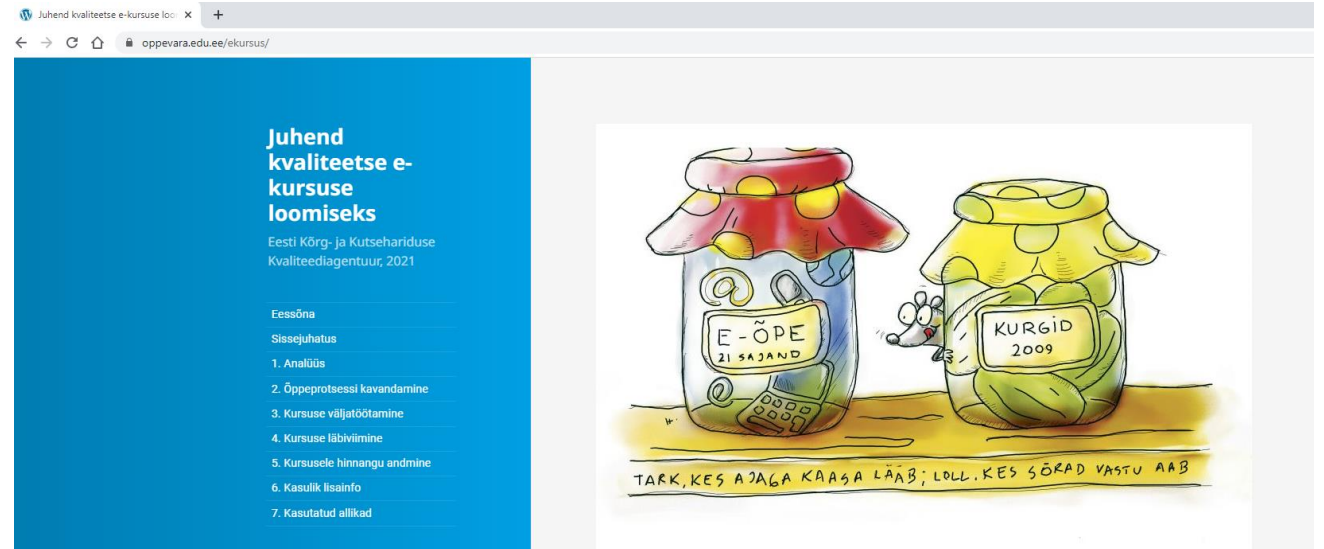 Juhend kvaliteetse e-kursuse loo
oppevara.edu.ee/ekursus/
Juhend
kvaliteetse e-
kursuse
loomiseks
Eesti Kõrg- ja Kutsehariduse
Kvaliteediagentuur, 2021
Eessõna
Sissejuhatus
1. Analüüs
2. Õppeprotsessi kavandamine
3. Kursuse väljatöötamine
4. Kursuse läbiviimine
5. Kursusele hinnangu andmine
6. Kasulik lisainfo
7. Kasutatud allikad
@
E-ÕPE
21 SAJAND
@
KURGID
2009
TARK, KES AJAGA KAASA LÄÄB; LOLL, KES SÕRAD VASTU AAB